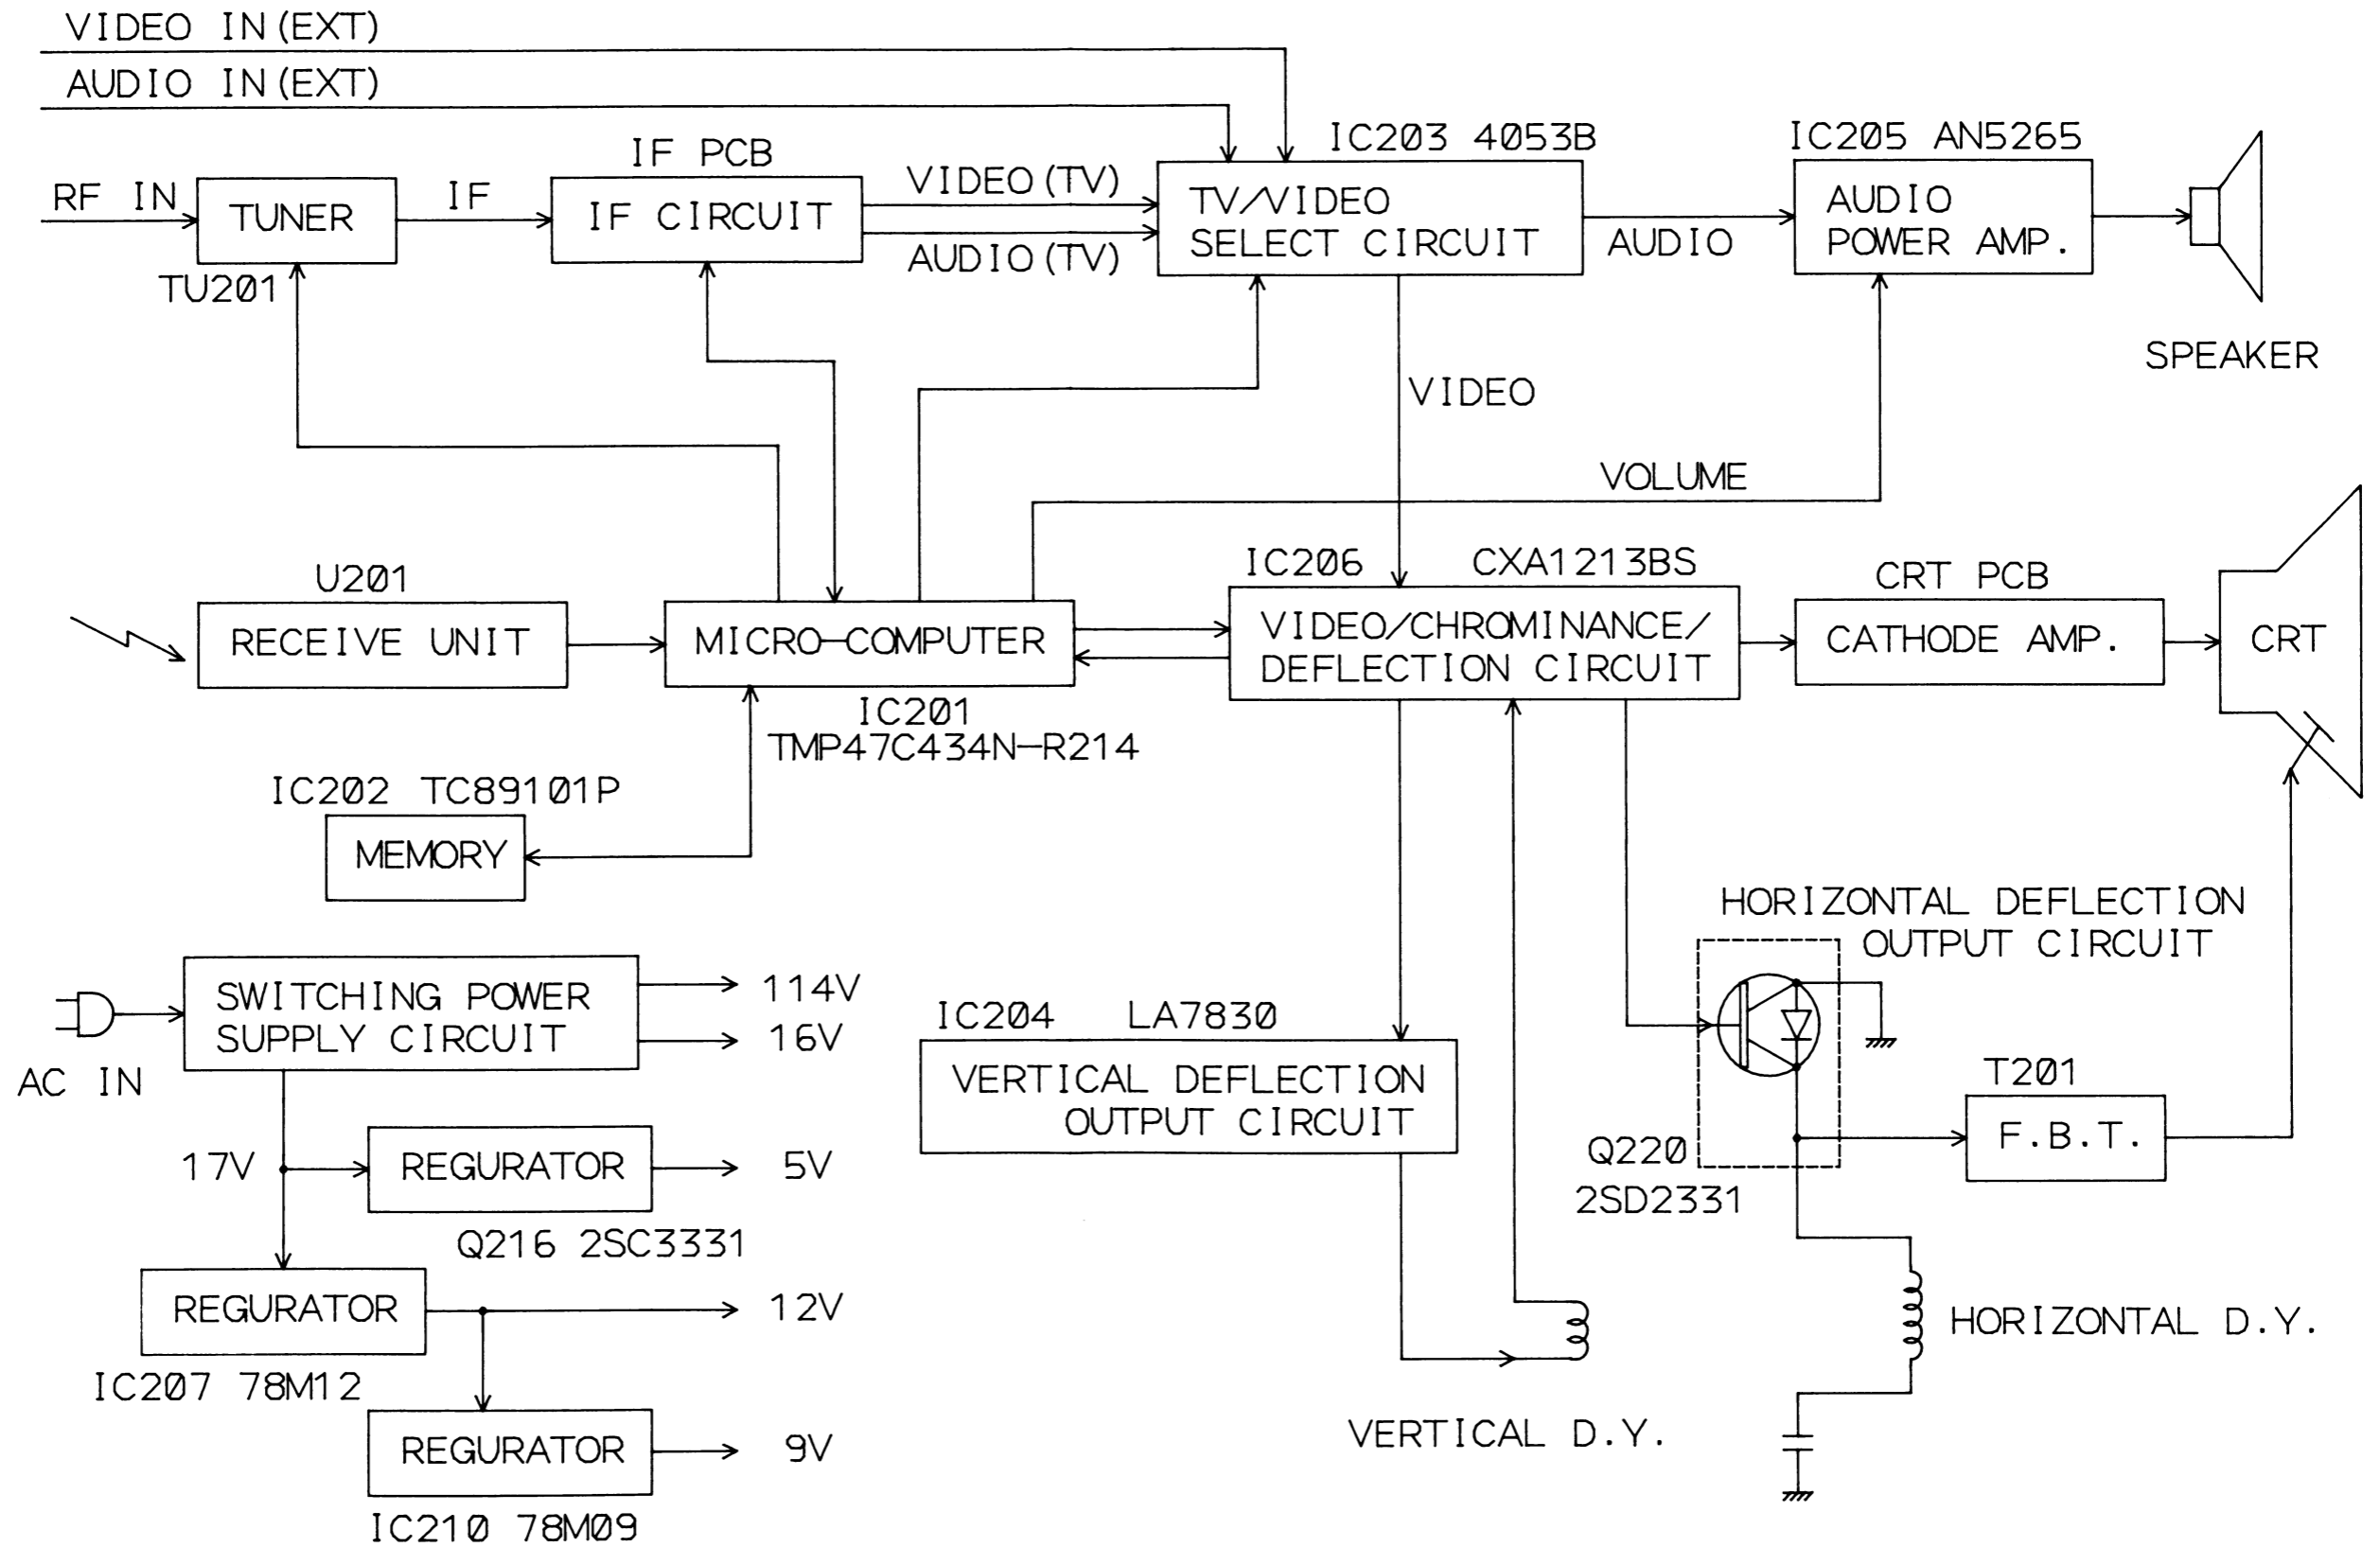 VIDEO IN(EXT)
AUDIO IN(EXT)
IF PCB
IC203 4053B
IC205 AN5265
RF IN
TUNER
IF
IF CIRCUIT
VIDEO(TV)
AUDIO(TV)
TV/VIDEO
SELECT CIRCUIT
AUDIO
AUDIO
POWER AMP.
TU201
SPEAKER
VIDEO
VOLUME
U201
RECEIVE UNIT
MICRO-COMPUTER
IC201
TMP47C434N-R214
IC206 CXA1213BS
VIDEO/CHROMINANCE/
DEFLECTION CIRCUIT
CRT PCB
CATHODE AMP.
CRT
IC202 TC89101P
MEMORY
HORIZONTAL DEFLECTION
OUTPUT CIRCUIT
AC IN
SWITCHING POWER
SUPPLY CIRCUIT
114V
16V
IC204 LA7830
VERTICAL DEFLECTION
OUTPUT CIRCUIT
T201
F.B.T.
Q220
2SD2331
17V
REGURATOR
5V
Q216 2SC3331
REGURATOR
12V
IC207 78M12
HORIZONTAL D.Y.
VERTICAL D.Y.
REGURATOR
9V
IC210 78M09